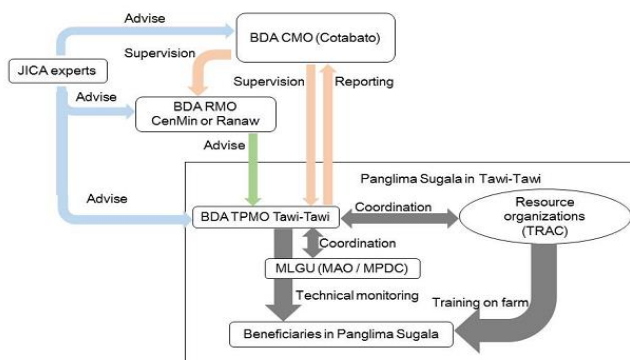 Advise
BDA CMO (Cotabato)
Supervision
JICA experts
Supervision
Reporting
Advise
BDA RMO
CenMin or Ranaw
Advise
Panglima Sugala in Tawi-Tawi
Advise
BDA TPMO Tawi-Tawi
Coordination
Resource
organizations
(TRAC)
Coordination
MLGU (MAO / MPDC)
Technical monitoring
Training on farm
Beneficiaries in Panglima Sugala